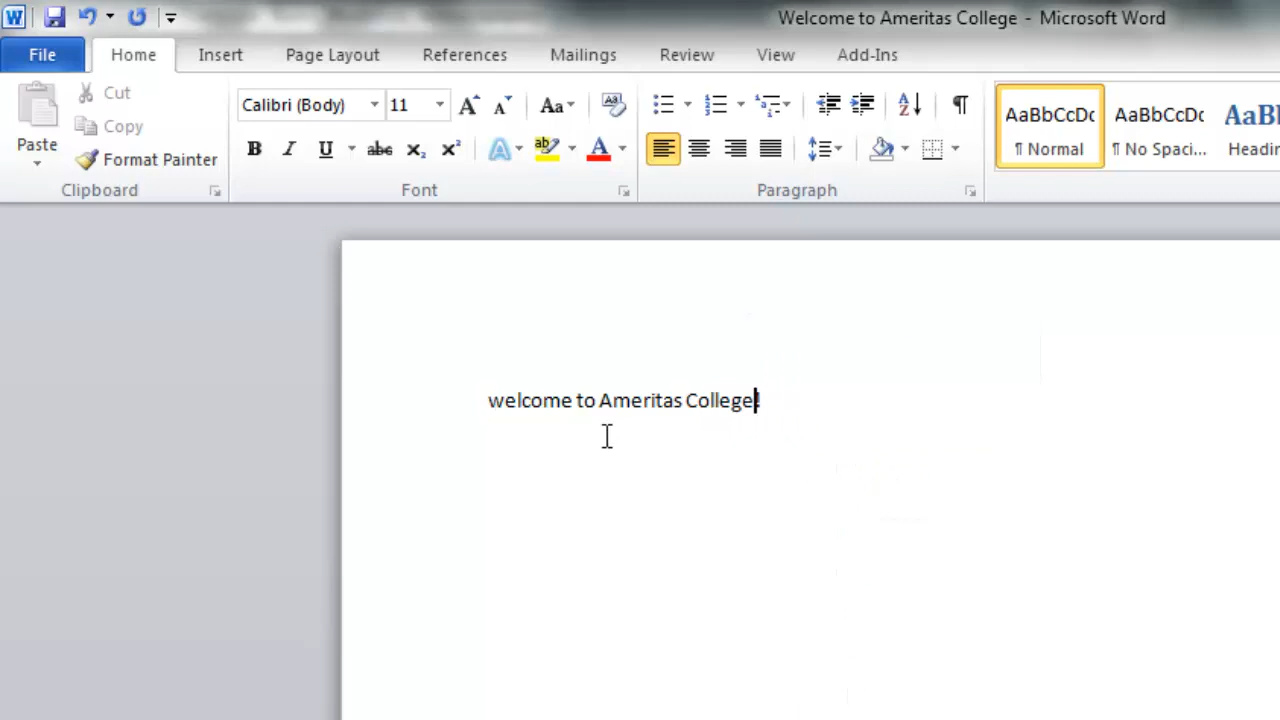 Welcome to Ameritas College - Microsoft Word
File Home Insert Page Layout References Mailings Review View Add-Ins
Cut
Copy
Format Painter
Paste
Clipboard
Calibri (Body) 11
Font
Paragraph
AaBbCcDc AaBbCcDc AaBb
¶ Normal ¶ No Spaci... Headin
welcome to Ameritas College!